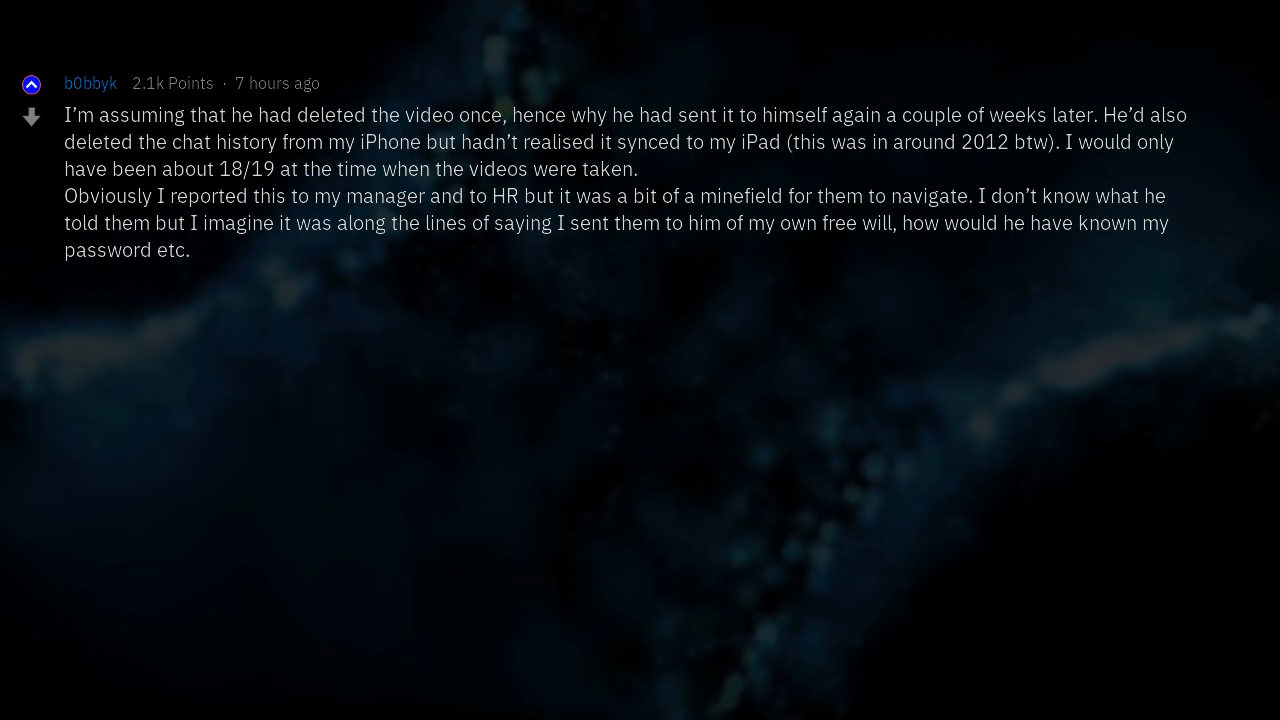 b0bbyk 2.1k Points · 7 hours ago
I’m assuming that he had deleted the video once, hence why he had sent it to himself again a couple of weeks later. He’d also
deleted the chat history from my iPhone but hadn’t realised it synced to my iPad (this was in around 2012 btw). I would only
have been about 18/19 at the time when the videos were taken.
Obviously I reported this to my manager and to HR but it was a bit of a minefield for them to navigate. I don’t know what he
told them but I imagine it was along the lines of saying I sent them to him of my own free will, how would he have known my
password etc.